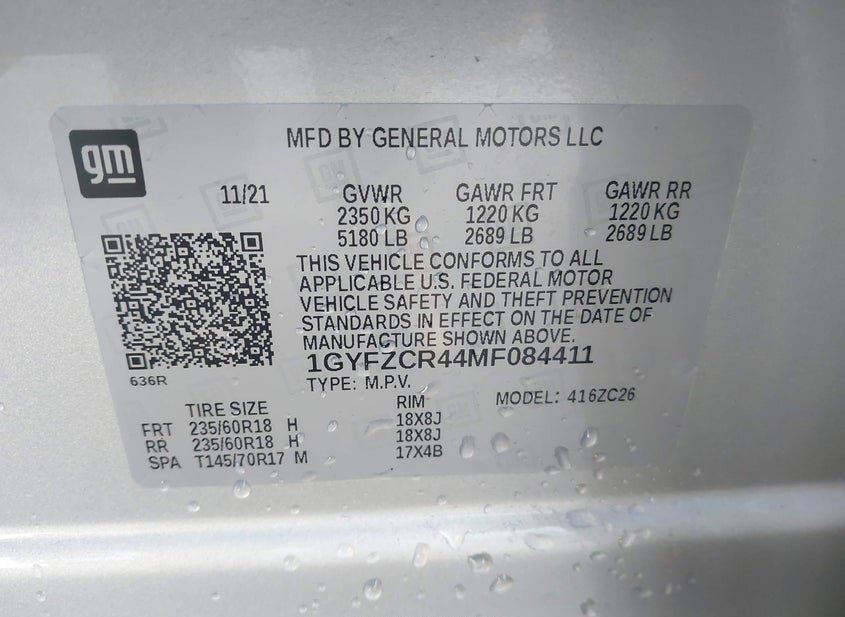 gm
MFD BY GENERAL MOTORS LLC
11/21 GVWR GAWR FRT GAWR RR
2350 KG 1220 KG 1220 KG
5180 LB 2689 LB 2689 LB
THIS VEHICLE CONFORMS TO ALL
APPLICABLE U.S. FEDERAL MOTOR
VEHICLE SAFETY AND THEFT PREVENTION
STANDARDS IN EFFECT ON THE DATE OF
MANUFACTURE SHOWN ABOVE.
1GYFZCR44MF084411
636R
TYPE: M.P.V. MODEL: 416ZC26
TIRE SIZE RIM
FRT 235/60R18 H 18X8J
RR 235/60R18 H 18X8J
SPA T145/70R17 M 17X4B